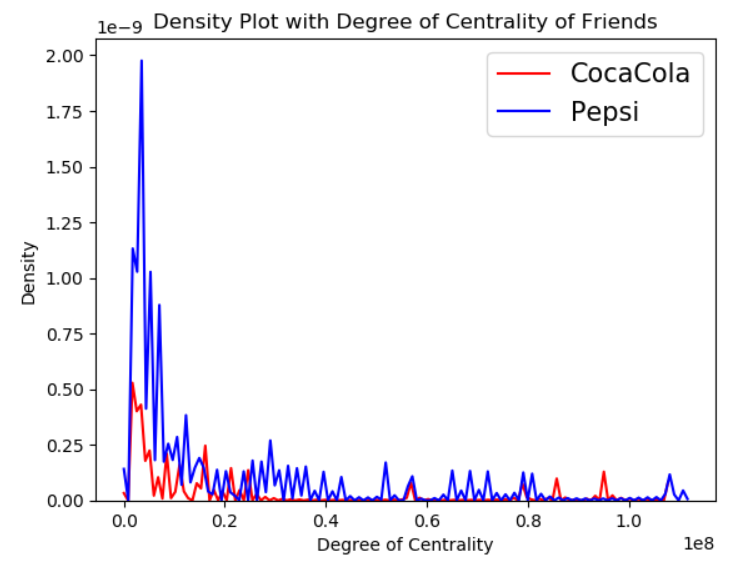 1e−9 Density Plot with Degree of Centrality of Friends
CocaCola
Pepsi
2.00
1.75
1.50
1.25
1.00
0.75
0.50
0.25
0.00
Density
0.0 0.2 0.4 0.6 0.8 1.0
Degree of Centrality
1e8